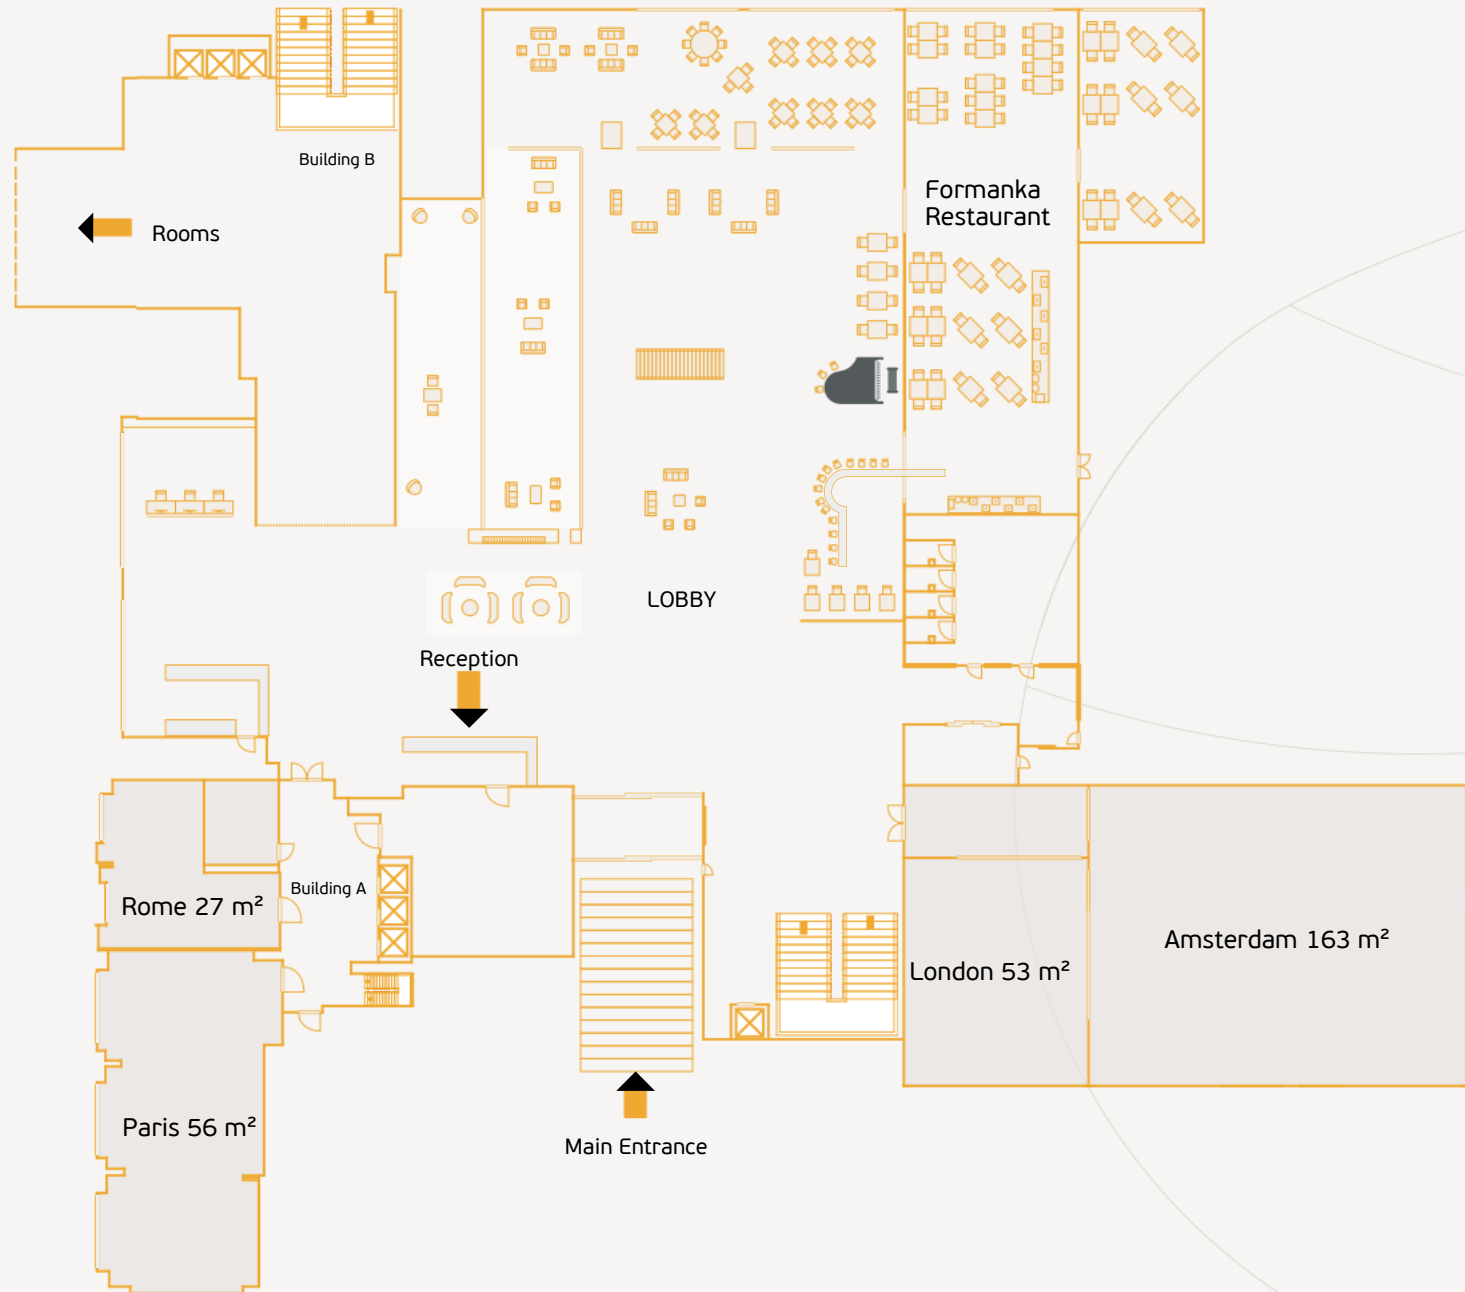 Building B
Rooms
Formanka
Restaurant
LOBBY
Reception
Building A
Rome 27 m²
London 53 m²
Amsterdam 163 m²
Paris 56 m²
Main Entrance